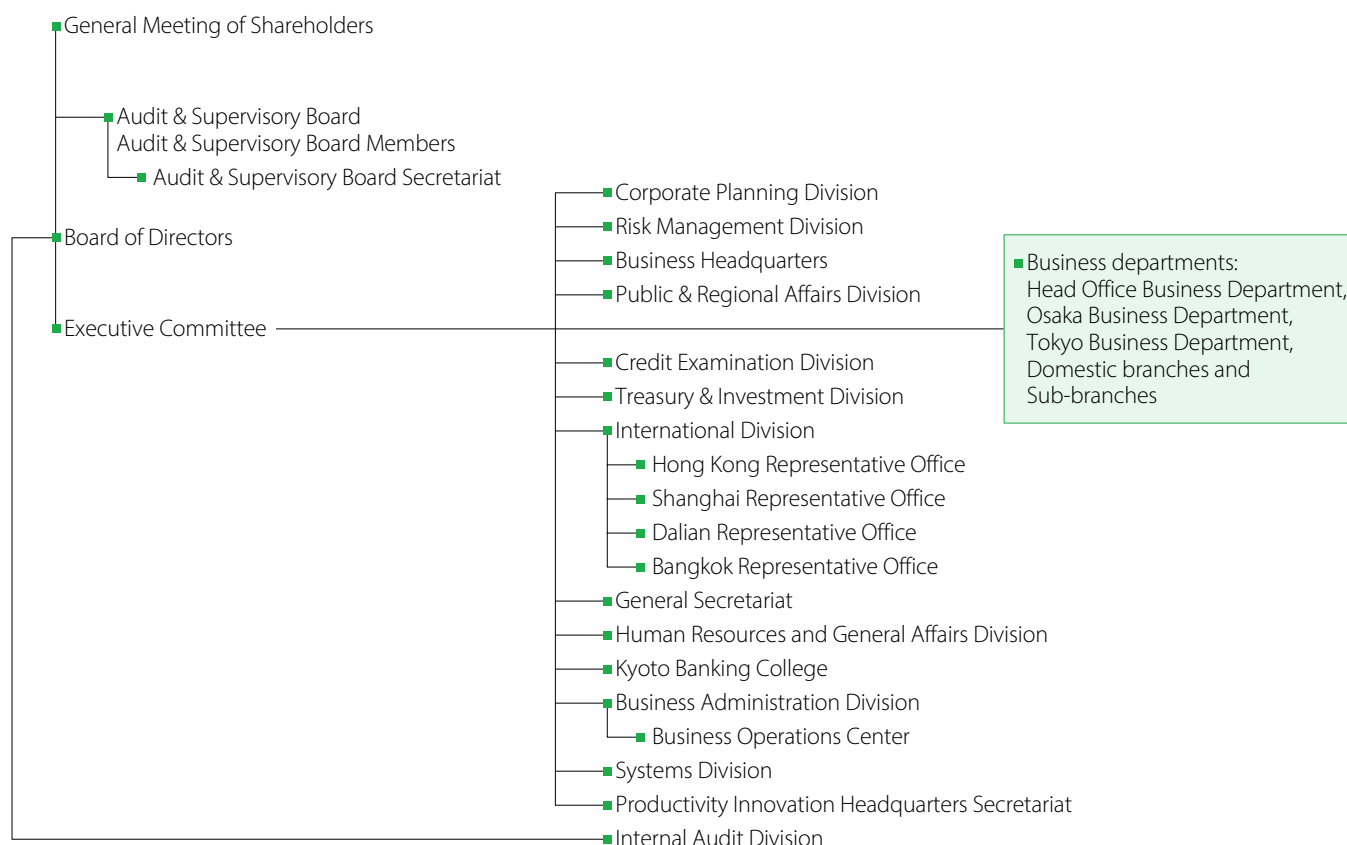 General Meeting of Shareholders
Audit & Supervisory Board
Audit & Supervisory Board Members
Audit & Supervisory Board Secretariat
Board of Directors
Executive Committee
Corporate Planning Division
Risk Management Division
Business Headquarters
Public & Regional Affairs Division
Credit Examination Division
Treasury & Investment Division
International Division
Hong Kong Representative Office
Shanghai Representative Office
Dalian Representative Office
Bangkok Representative Office
General Secretariat
Human Resources and General Affairs Division
Kyoto Banking College
Business Administration Division
Business Operations Center
Systems Division
Productivity Innovation Headquarters Secretariat
Internal Audit Division
Business departments:
Head Office Business Department,
Osaka Business Department,
Tokyo Business Department,
Domestic branches and
Sub-branches